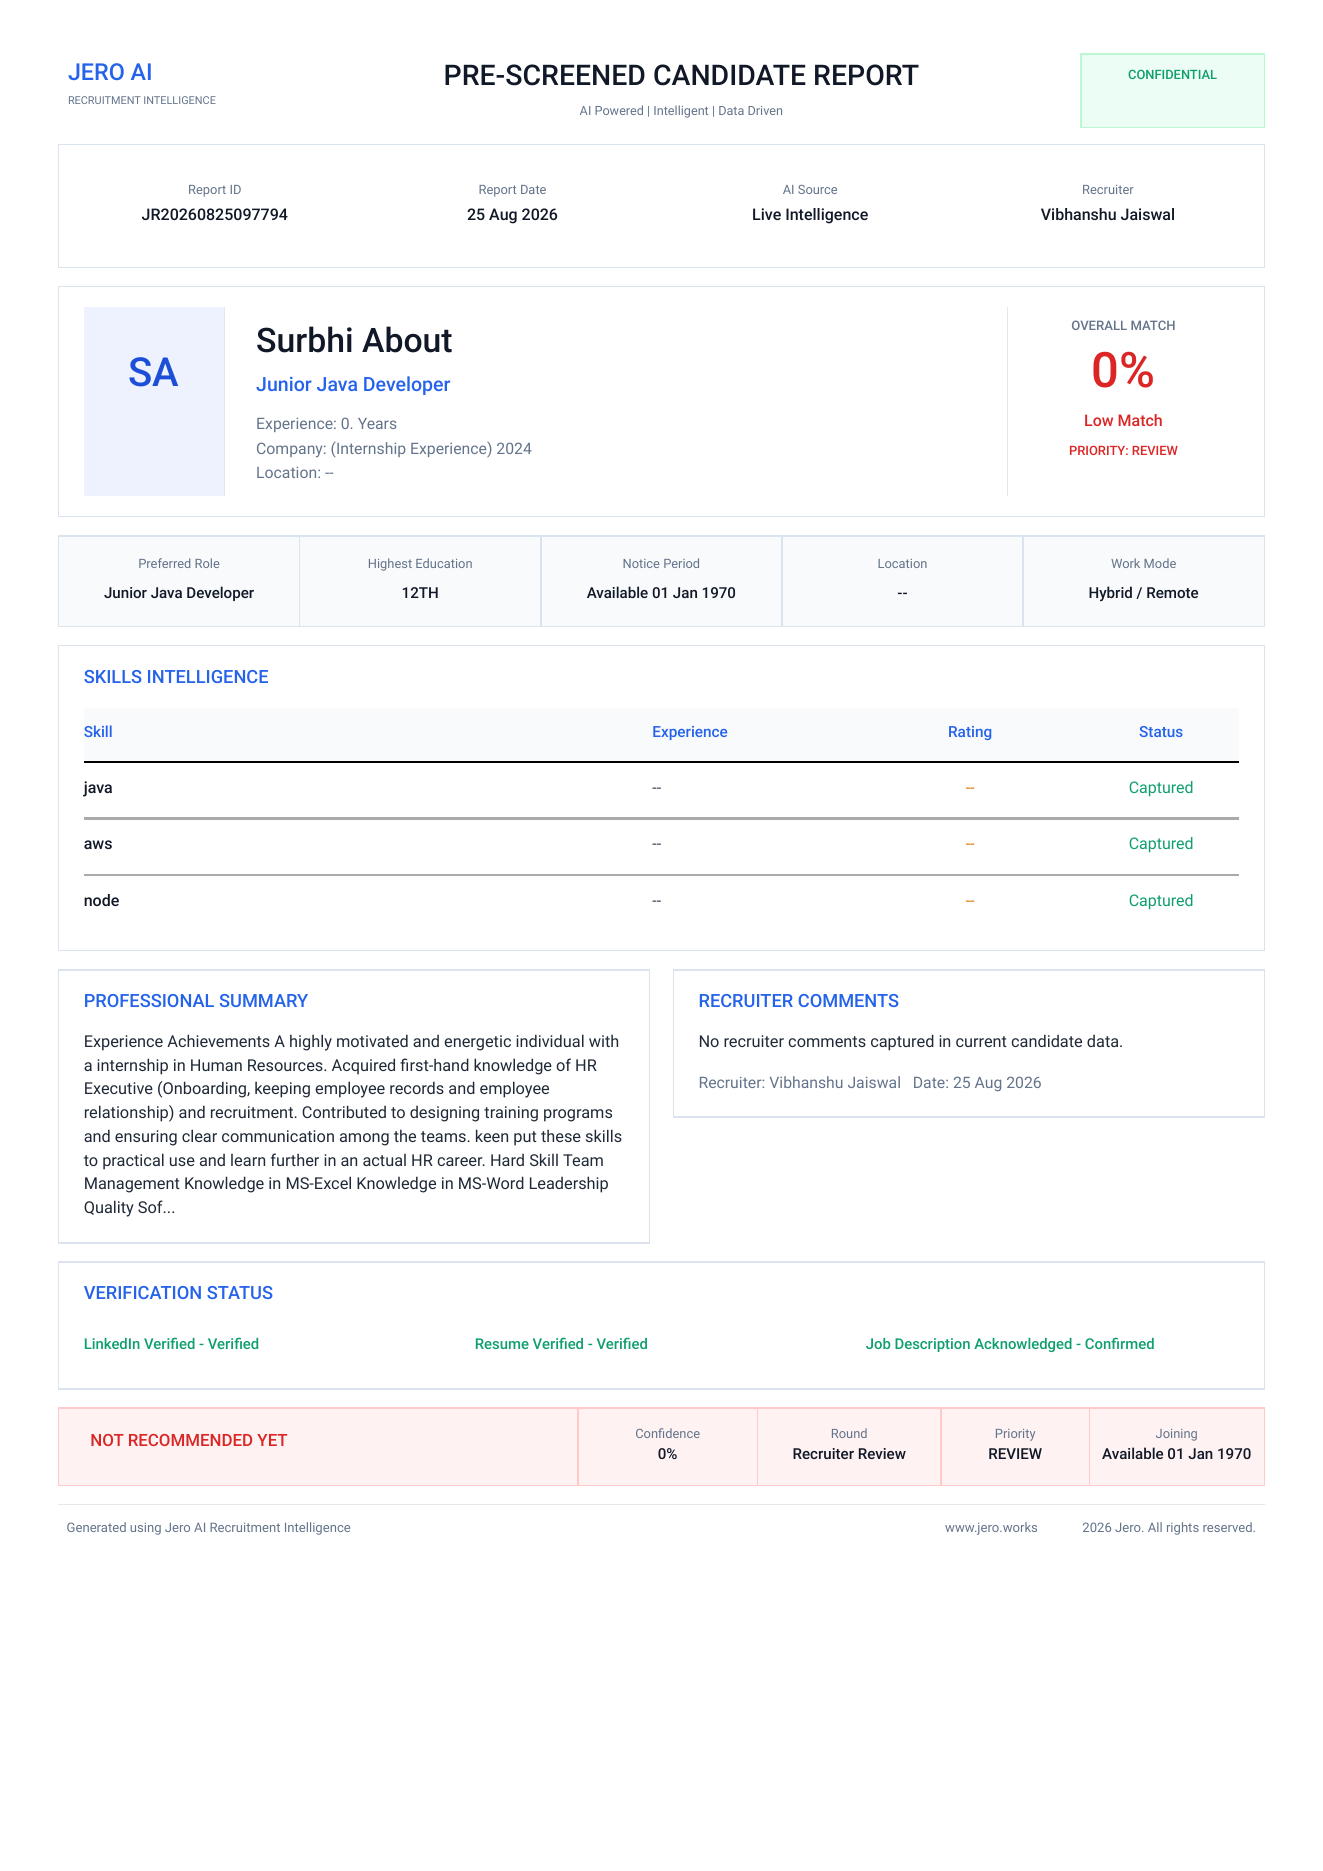 JERO AI
RECRUITMENT INTELLIGENCE
PRE-SCREENED CANDIDATE REPORT
AI Powered | Intelligent | Data Driven
CONFIDENTIAL
Report ID
JR20260825097794
Report Date
25 Aug 2026
AI Source
Live Intelligence
Recruiter
Vibhanshu Jaiswal
SA
Surbhi About
Junior Java Developer
Experience: 0. Years
Company: (Internship Experience) 2024
Location: --
OVERALL MATCH
0%
Low Match
PRIORITY: REVIEW
Preferred Role
Junior Java Developer
Highest Education
12TH
Notice Period
Available 01 Jan 1970
Location
--
Work Mode
Hybrid / Remote
SKILLS INTELLIGENCE
Skill Experience Rating Status
java -- -- Captured
aws -- -- Captured
node -- -- Captured
PROFESSIONAL SUMMARY
Experience Achievements A highly motivated and energetic individual with
a internship in Human Resources. Acquired first-hand knowledge of HR
Executive (Onboarding, keeping employee records and employee
relationship) and recruitment. Contributed to designing training programs
and ensuring clear communication among the teams. keen put these skills
to practical use and learn further in an actual HR career. Hard Skill Team
Management Knowledge in MS-Excel Knowledge in MS-Word Leadership
Quality Sof...
RECRUITER COMMENTS
No recruiter comments captured in current candidate data.
Recruiter: Vibhanshu Jaiswal Date: 25 Aug 2026
VERIFICATION STATUS
LinkedIn Verified - Verified
Resume Verified - Verified
Job Description Acknowledged - Confirmed
NOT RECOMMENDED YET
Confidence
0%
Round
Recruiter Review
Priority
REVIEW
Joining
Available 01 Jan 1970
Generated using Jero AI Recruitment Intelligence
www.jero.works
2026 Jero. All rights reserved.